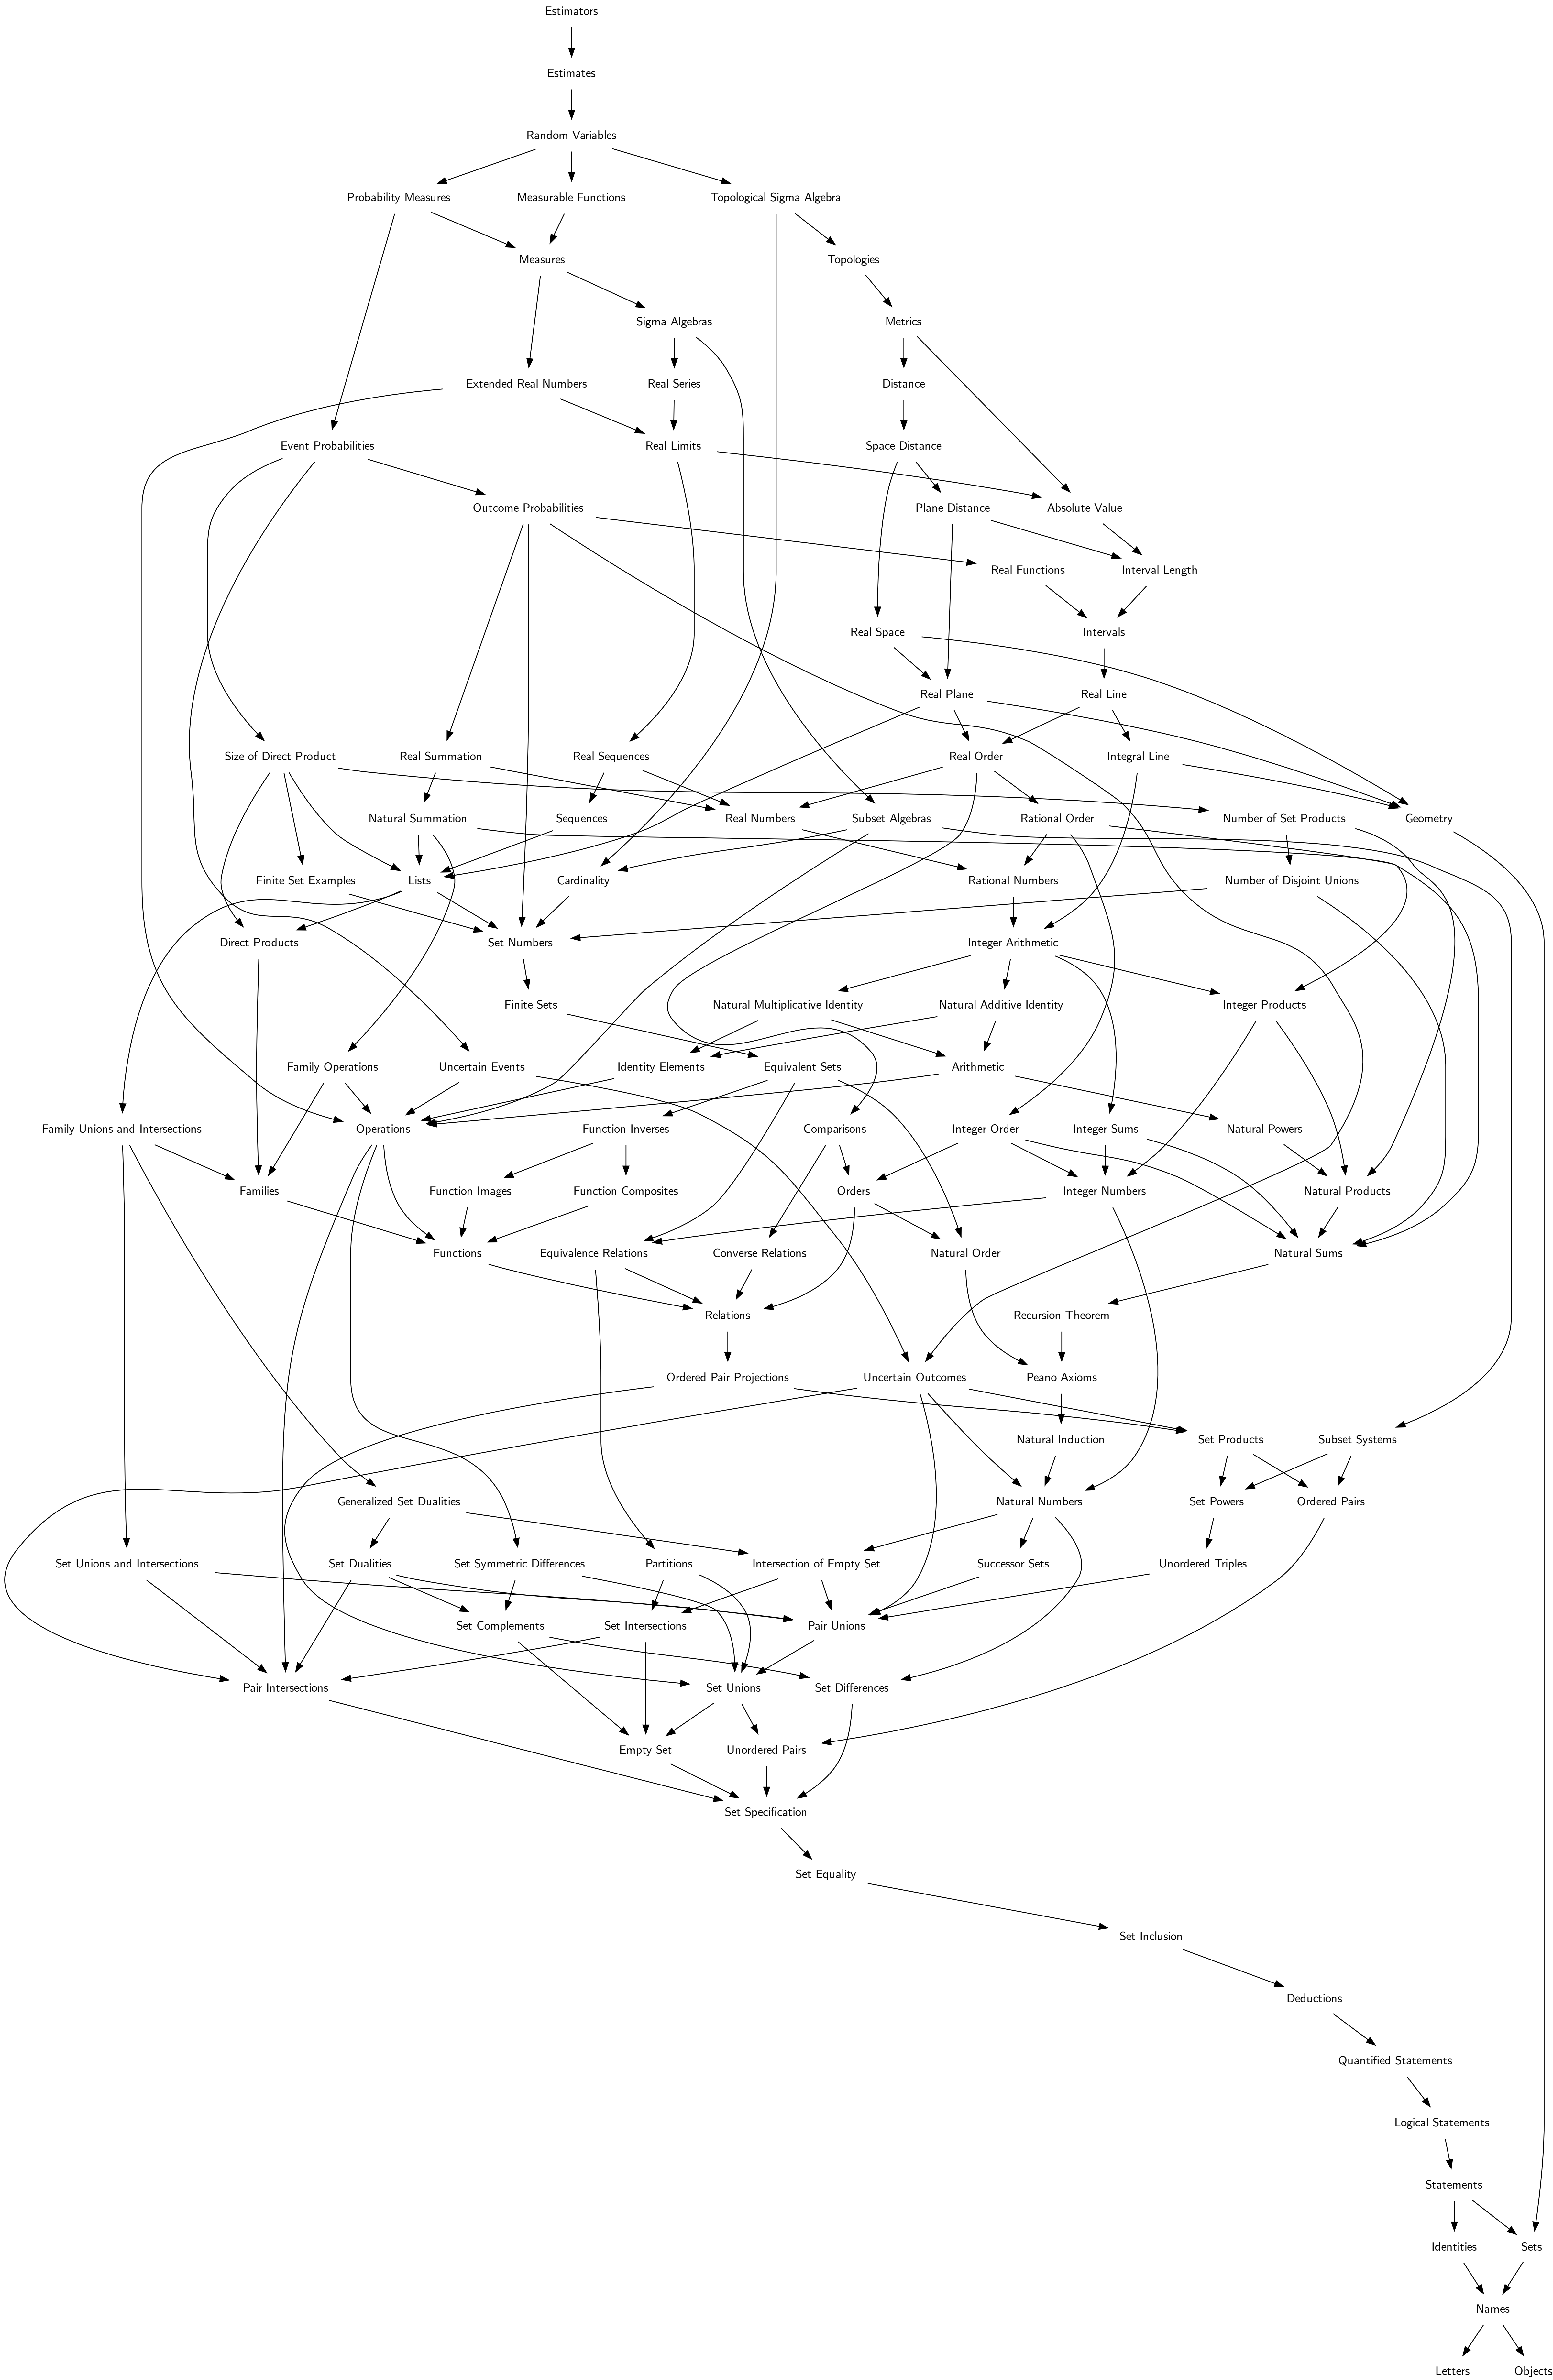 Estimators
Estimates
Random Variables
Probability Measures
Measurable Functions
Topological Sigma Algebra
Measures
Topologies
Sigma Algebras
Metrics
Extended Real Numbers
Real Series
Distance
Event Probabilities
Real Limits
Space Distance
Outcome Probabilities
Plane Distance
Absolute Value
Real Functions
Interval Length
Real Space
Intervals
Real Plane
Real Line
Size of Direct Product
Real Summation
Real Sequences
Real Order
Integral Line
Natural Summation
Sequences
Real Numbers
Subset Algebras
Rational Order
Number of Set Products
Geometry
Finite Set Examples
Lists
Cardinality
Rational Numbers
Number of Disjoint Unions
Direct Products
Set Numbers
Integer Arithmetic
Finite Sets
Natural Multiplicative Identity
Natural Additive Identity
Integer Products
Family Operations
Uncertain Events
Identity Elements
Equivalent Sets
Arithmetic
Family Unions and Intersections
Operations
Function Inverses
Comparisons
Integer Order
Integer Sums
Natural Powers
Families
Function Images
Function Composites
Orders
Integer Numbers
Natural Products
Functions
Equivalence Relations
Converse Relations
Natural Order
Natural Sums
Relations
Recursion Theorem
Ordered Pair Projections
Uncertain Outcomes
Peano Axioms
Natural Induction
Set Products
Subset Systems
Generalized Set Dualities
Natural Numbers
Set Powers
Ordered Pairs
Set Unions and Intersections
Set Dualities
Set Symmetric Differences
Partitions
Intersection of Empty Set
Successor Sets
Unordered Triples
Set Complements
Set Intersections
Pair Unions
Pair Intersections
Set Unions
Set Differences
Empty Set
Unordered Pairs
Set Specification
Set Equality
Set Inclusion
Deductions
Quantified Statements
Logical Statements
Statements
Identities
Sets
Names
Letters
Objects